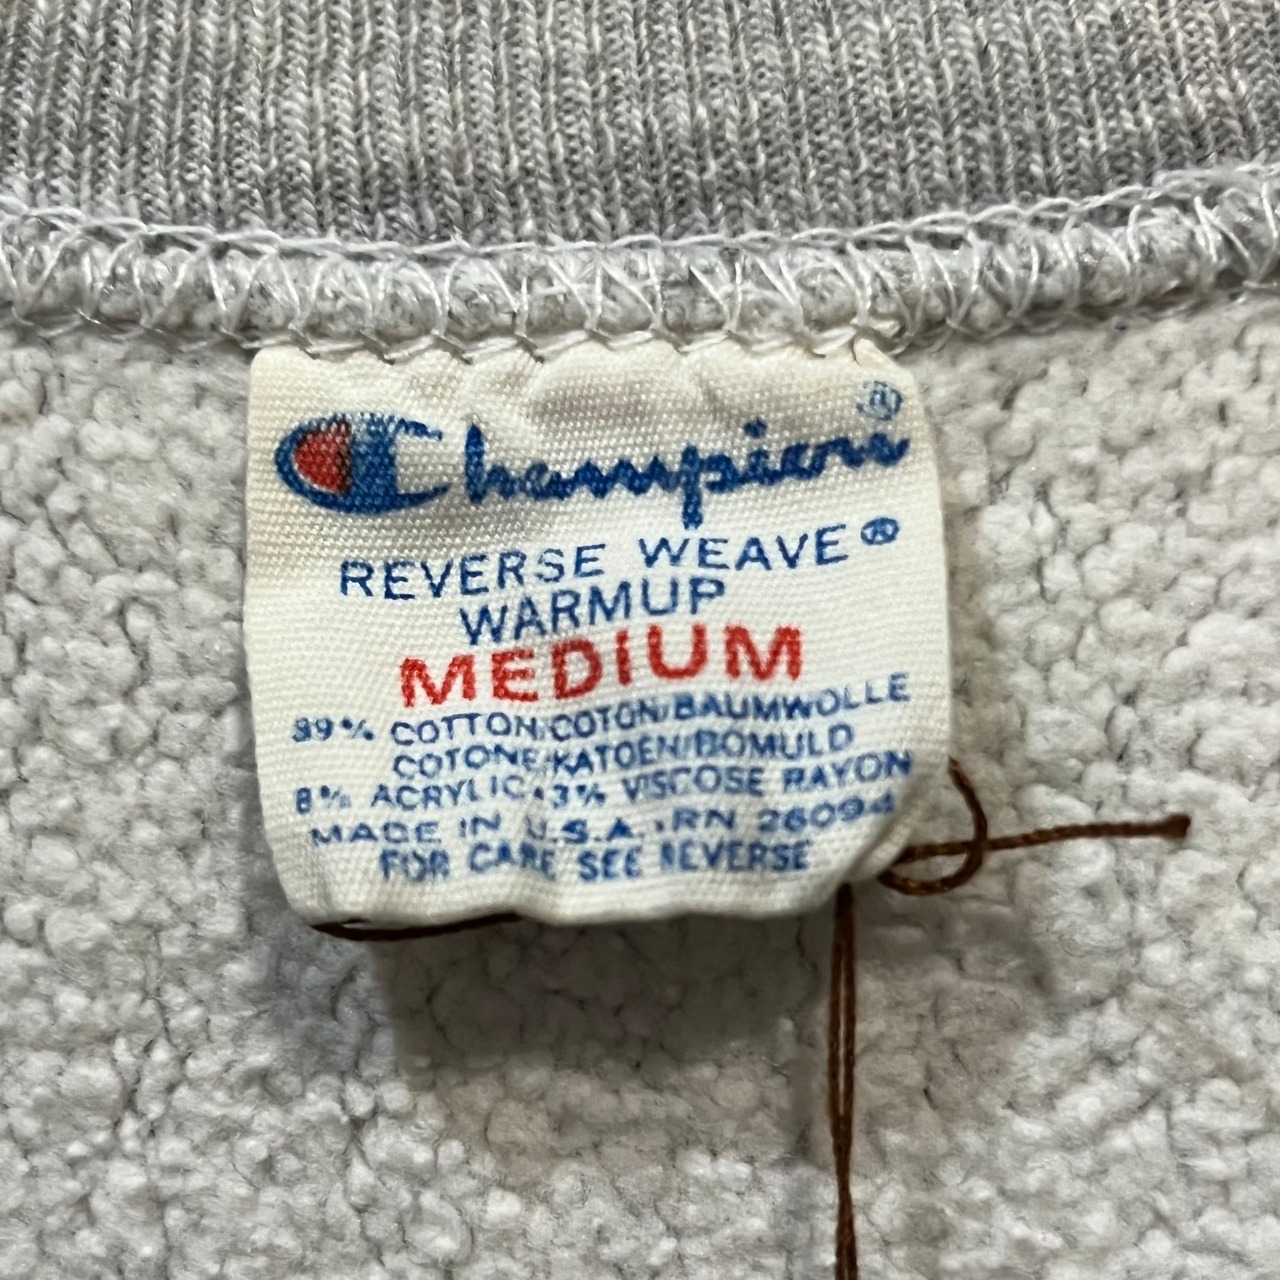 Champion®
REVERSE WEAVE®
WARMUP
MEDIUM
89% COTTON/COTON/BAUMWOLLE
COTONE/KATOEN/BOMULD
8% ACRYLIC•3% VISCOSE RAYON
MADE IN U.S.A. •RN 26094
FOR CARE SEE REVERSE